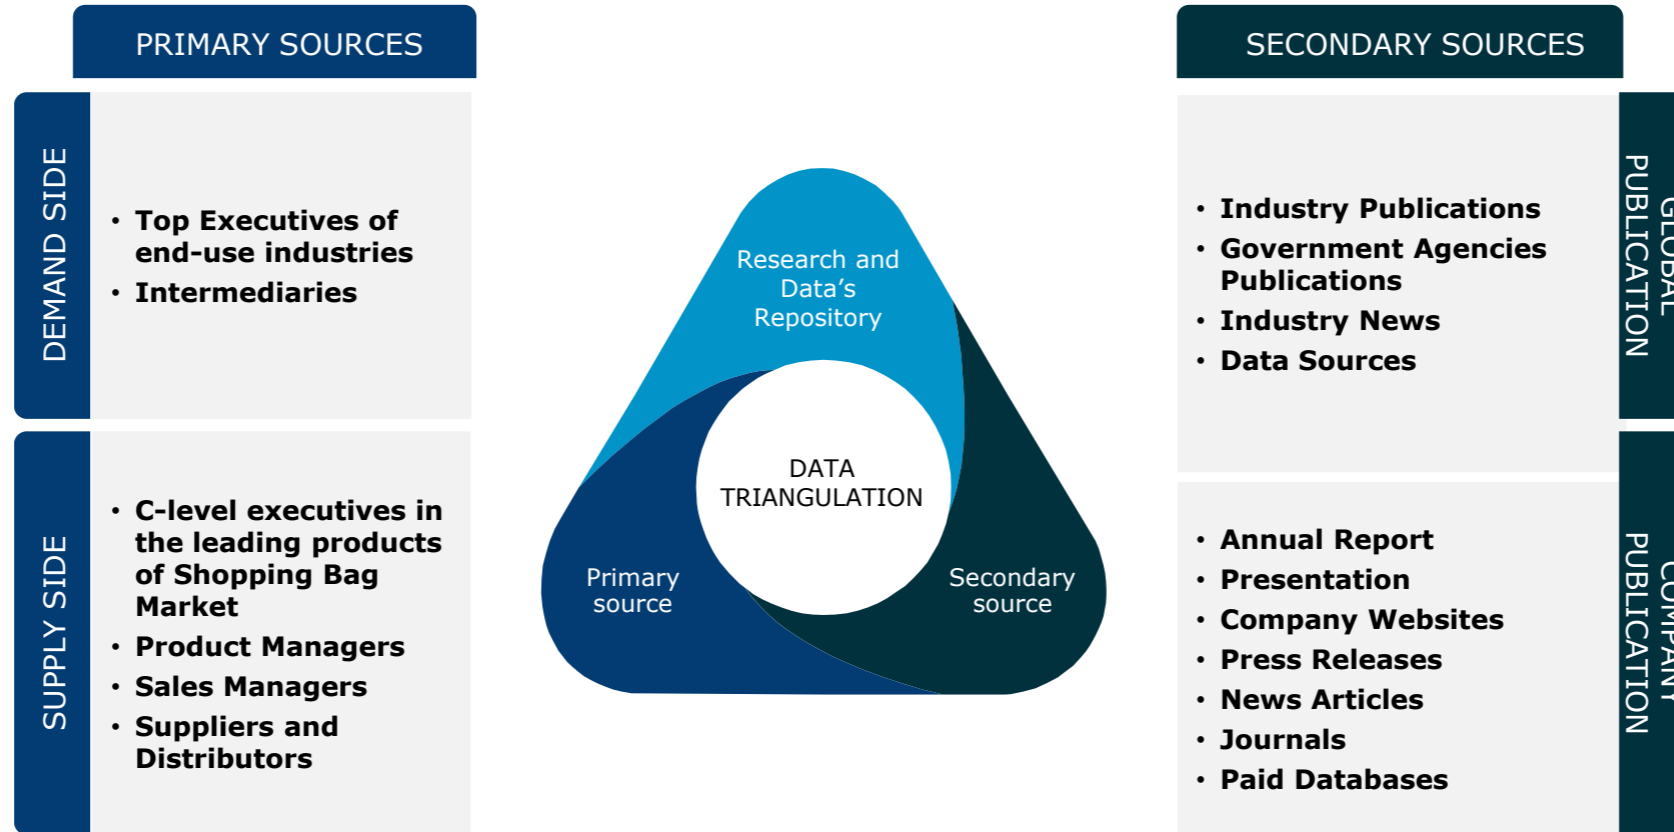 PRIMARY SOURCES
DEMAND SIDE
• Top Executives of
end-use industries
• Intermediaries
SUPPLY SIDE
• C-level executives in
the leading products
of Shopping Bag
Market
• Product Managers
• Sales Managers
• Suppliers and
Distributors
Research and
Data’s
Repository
DATA
TRIANGULATION
Primary
source
Secondary
source
SECONDARY SOURCES
• Industry Publications
• Government Agencies
Publications
• Industry News
• Data Sources
GLOBAL
PUBLICATION
• Annual Report
• Presentation
• Company Websites
• Press Releases
• News Articles
• Journals
• Paid Databases
COMPANY
PUBLICATION